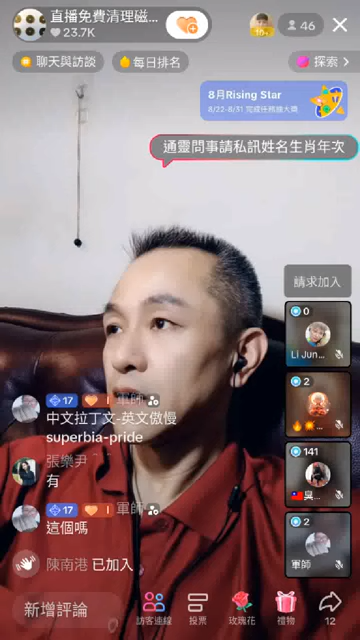 直播免費清理磁...
23.7K
46
聊天與訪談
每日排名
探索
8月Rising Star
8/22-8/31 完成任務搶大獎
通靈問事請私訊姓名生肖年次
請求加入
0
Li Jun...
2
141
2
軍師
17 I 軍師
中文拉丁文-英文傲慢
superbia-pride
張樂尹
有
17 I 軍師
這個嗎
陳南港 已加入
新增評論
訪客連線
投票
玫瑰花
禮物
12